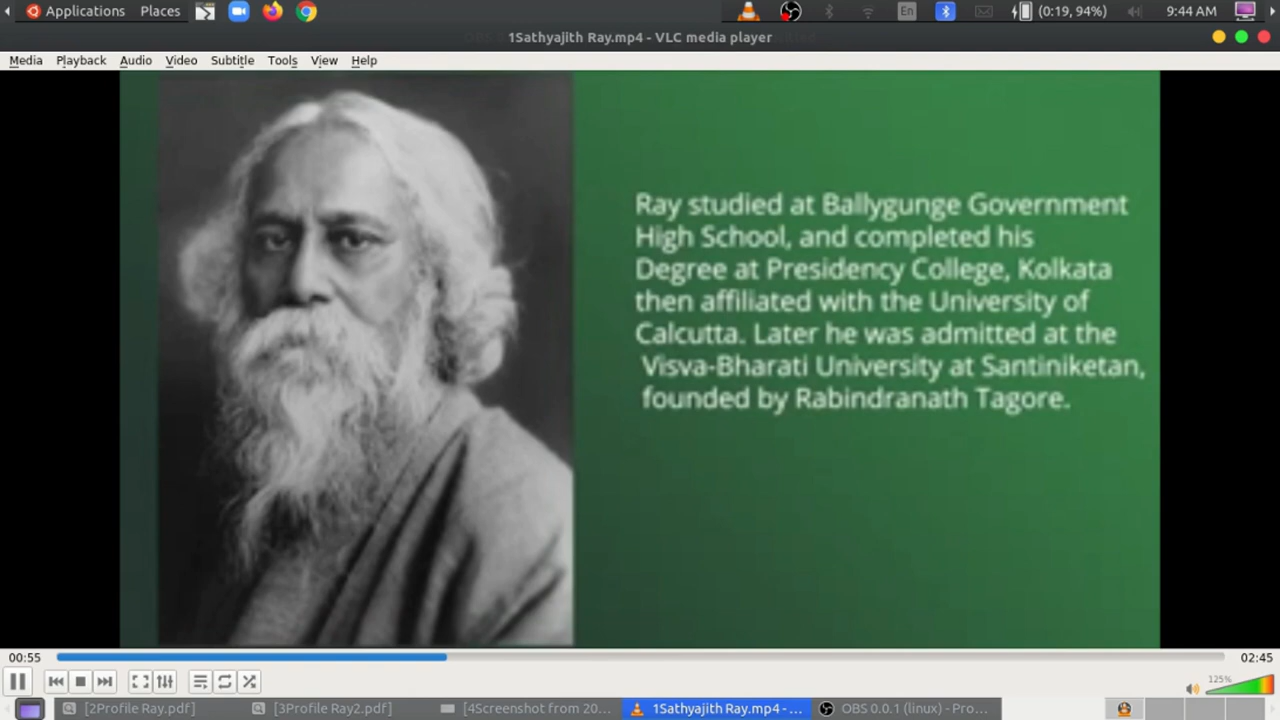 Applications Places
En
(0:19, 94%)
9:44 AM
1Sathyajith Ray.mp4 - VLC media player
Media Playback Audio Video Subtitle Tools View Help
Ray studied at Ballygunge Government
High School, and completed his
Degree at Presidency College, Kolkata
then affiliated with the University of
Calcutta. Later he was admitted at the
Visva-Bharati University at Santiniketan,
founded by Rabindranath Tagore.
00:55
02:45
125%
[2Profile Ray.pdf]
[3Profile Ray2.pdf]
[4Screenshot from 20...
1Sathyajith Ray.mp4 - ...
OBS 0.0.1 (linux) - Pro...